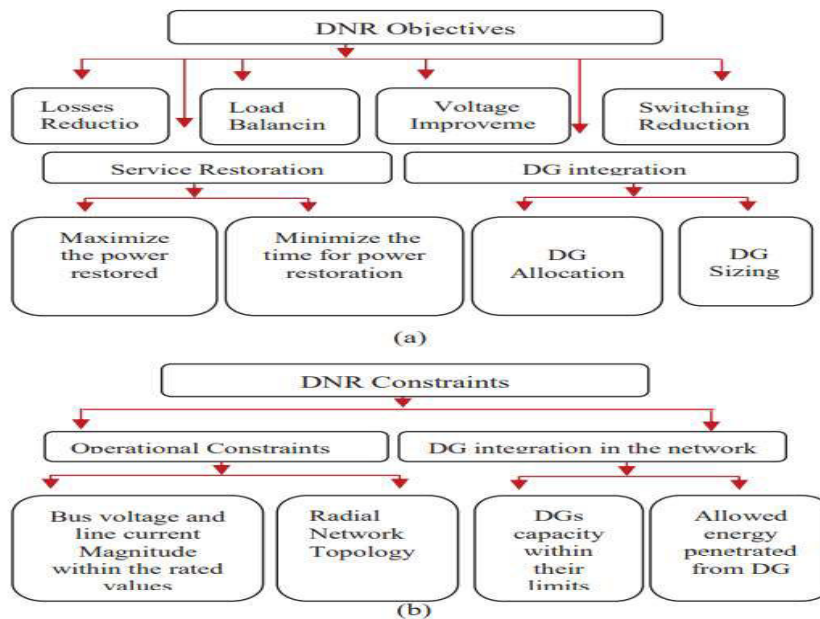 DNR Objectives
Losses
Reductio
Load
Balancin
Voltage
Improveme
Switching
Reduction
Service Restoration
DG integration
Maximize
the power
restored
Minimize the
time for power
restoration
DG
Allocation
DG
Sizing
(a)
DNR Constraints
Operational Constraints
DG integration in the network
Bus voltage and
line current
Magnitude
within the rated
values
Radial
Network
Topology
DGs
capacity
within
their
limits
Allowed
energy
penetrated
from DG
(b)